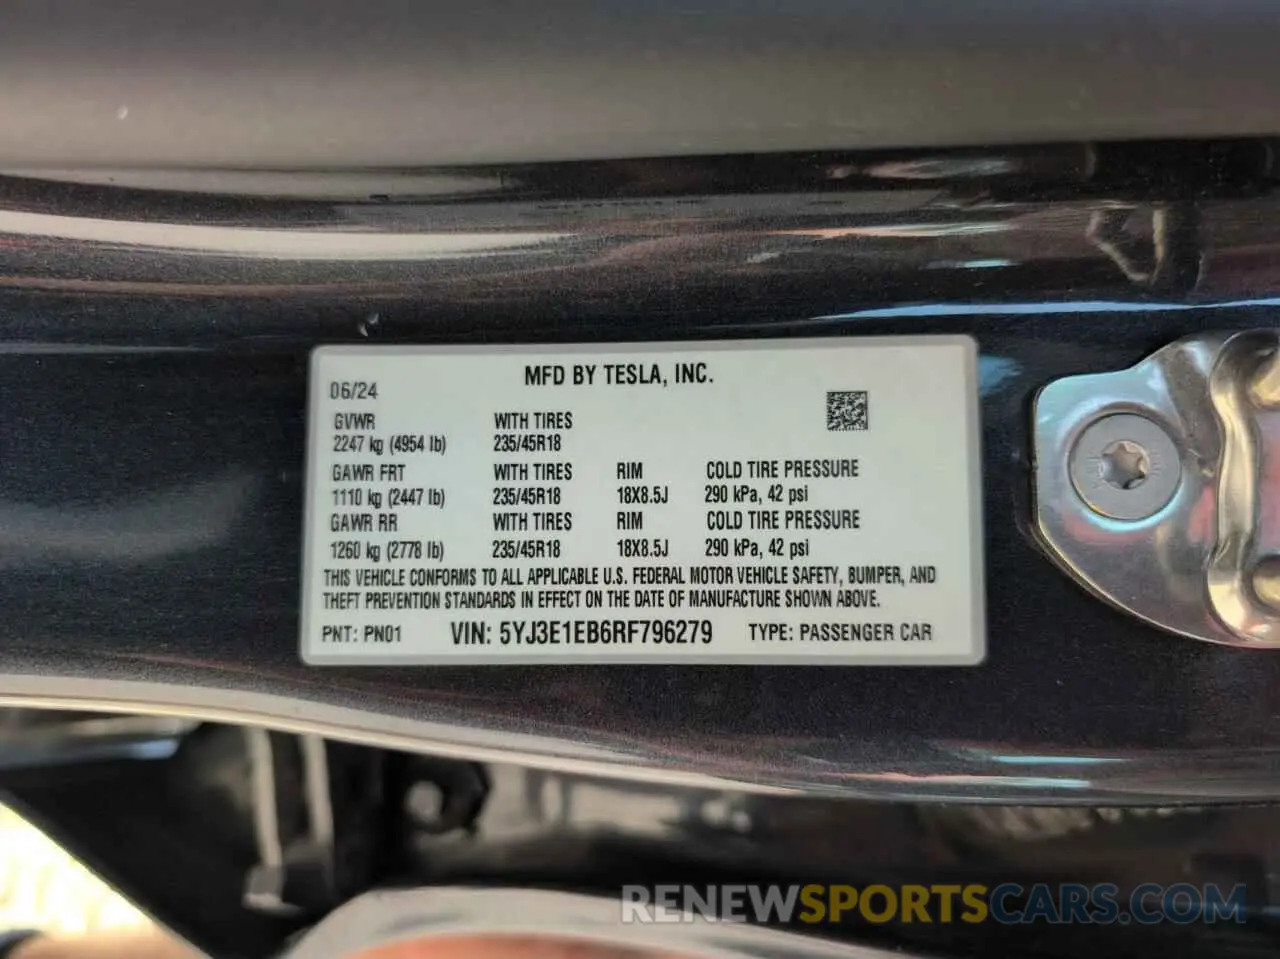 MFD BY TESLA, INC.
06/24
GVWR WITH TIRES
2247 kg (4954 lb) 235/45R18
GAWR FRT WITH TIRES RIM COLD TIRE PRESSURE
1110 kg (2447 lb) 235/45R18 18X8.5J 290 kPa, 42 psi
GAWR RR WITH TIRES RIM COLD TIRE PRESSURE
1260 kg (2778 lb) 235/45R18 18X8.5J 290 kPa, 42 psi
THIS VEHICLE CONFORMS TO ALL APPLICABLE U.S. FEDERAL MOTOR VEHICLE SAFETY, BUMPER, AND
THEFT PREVENTION STANDARDS IN EFFECT ON THE DATE OF MANUFACTURE SHOWN ABOVE.
PNT: PN01 VIN: 5YJ3E1EB6RF796279 TYPE: PASSENGER CAR
RENEWSPORTSCARS.COM